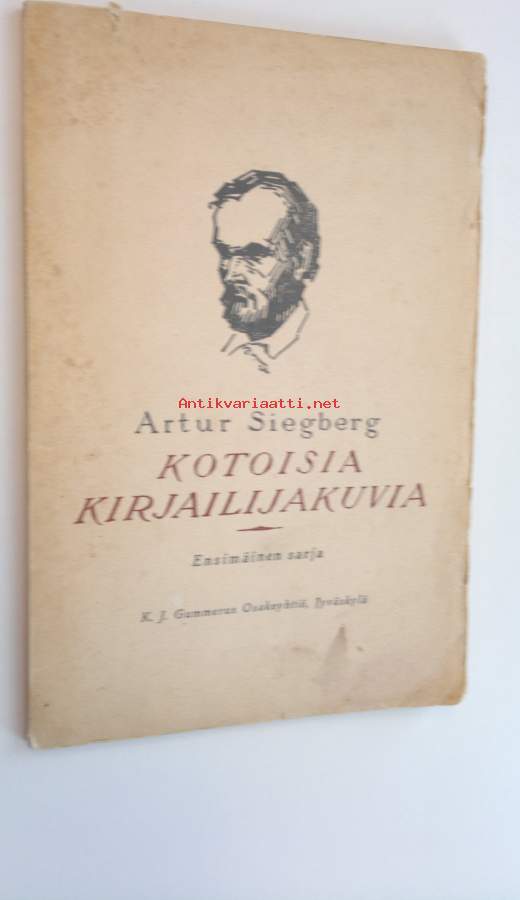 Antikvariaatti.net
Artur Siegberg
KOTOISIA
KIRJAILIJAKUVIA
Ensimäinen sarja
K. J. Gummerus Osakeyhtiö, Jyväskylä